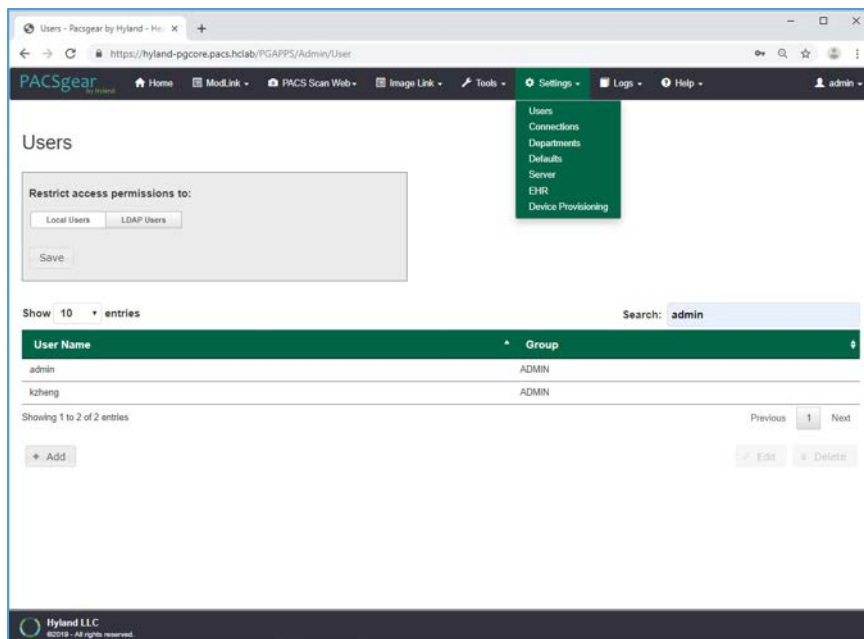 Users - Pacsgear by Hyland - He
https://hyland-pgcore.pacs.hclab/PGAPPS/Admin/User
PACSgear
by Hyland
Home ModLink PACS Scan Web Image Link Tools Settings Logs Help admin
Users
Connections
Departments
Defaults
Server
EHR
Device Provisioning
Users
Restrict access permissions to:
Local Users LDAP Users
Save
Show 10 entries Search: admin
User Name Group
admin ADMIN
kzheng ADMIN
Showing 1 to 2 of 2 entries Previous 1 Next
+ Add Edit Delete
Hyland LLC
©2019 - All rights reserved.